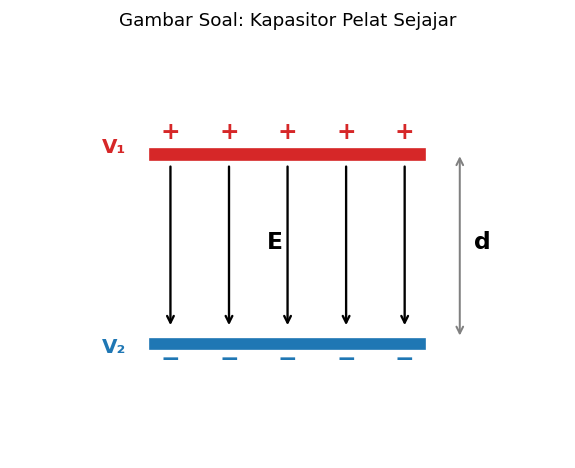 Gambar Soal: Kapasitor Pelat Sejajar
+ + + + +
V₁
E
d
V₂
− − − − −